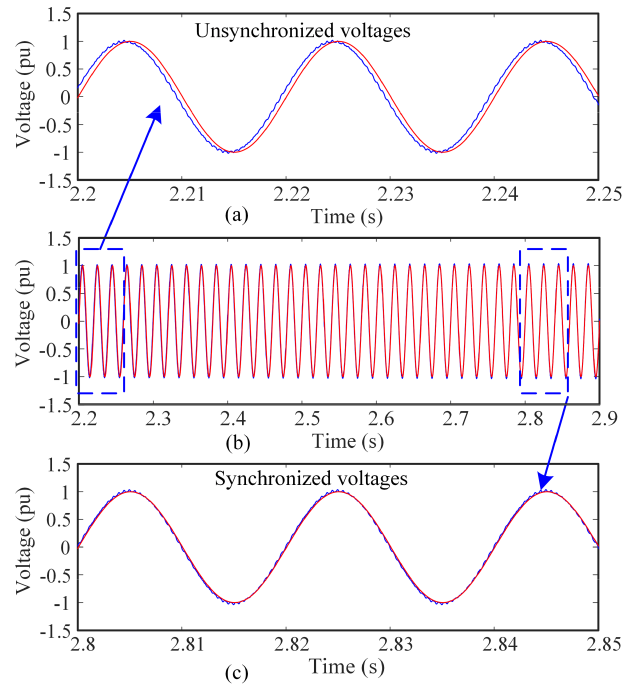 1.5
Unsynchronized voltages
1
0.5
0
-0.5
-1
-1.5
Voltage (pu)
2.2 2.21 2.22 2.23 2.24 2.25
(a) Time (s)
1.5
1
0.5
0
-0.5
-1
-1.5
Voltage (pu)
2.2 2.3 2.4 2.5 2.6 2.7 2.8 2.9
(b) Time (s)
1.5
Synchronized voltages
1
0.5
0
-0.5
-1
-1.5
Voltage (pu)
2.8 2.81 2.82 2.83 2.84 2.85
(c) Time (s)